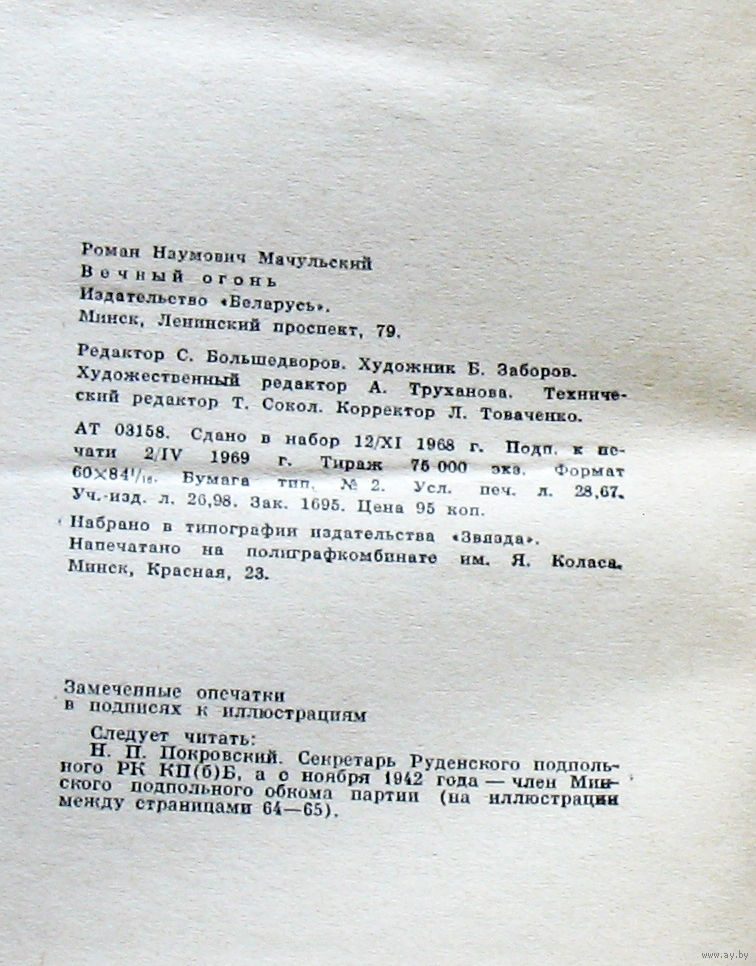 Роман Наумович Мачульский
Вечный огонь
Издательство «Беларусь».
Минск, Ленинский проспект, 79.
Редактор С. Большедворов. Художник Б. Заборов.
Художественный редактор А. Труханова. Техниче-
ский редактор Т. Сокол. Корректор Л. Товаченко.
АТ 03158. Сдано в набор 12/XI 1968 г. Подп. к пе-
чати 2/IV 1969 г. Тираж 75 000 экз. Формат
60×84¹/₁₆. Бумага тип. № 2. Усл. печ. л. 28,67.
Уч.-изд. л. 26,98. Зак. 1695. Цена 95 коп.
Набрано в типографии издательства «Звязда».
Напечатано на полиграфкомбинате им. Я. Коласа.
Минск, Красная, 23.
Замеченные опечатки
в подписях к иллюстрациям
Следует читать:
Н. П. Покровский. Секретарь Руденского подполь-
ного РК КП(б)Б, а с ноября 1942 года — член Мин-
ского подпольного обкома партии (на иллюстрации
между страницами 64—65).
www.ay.by